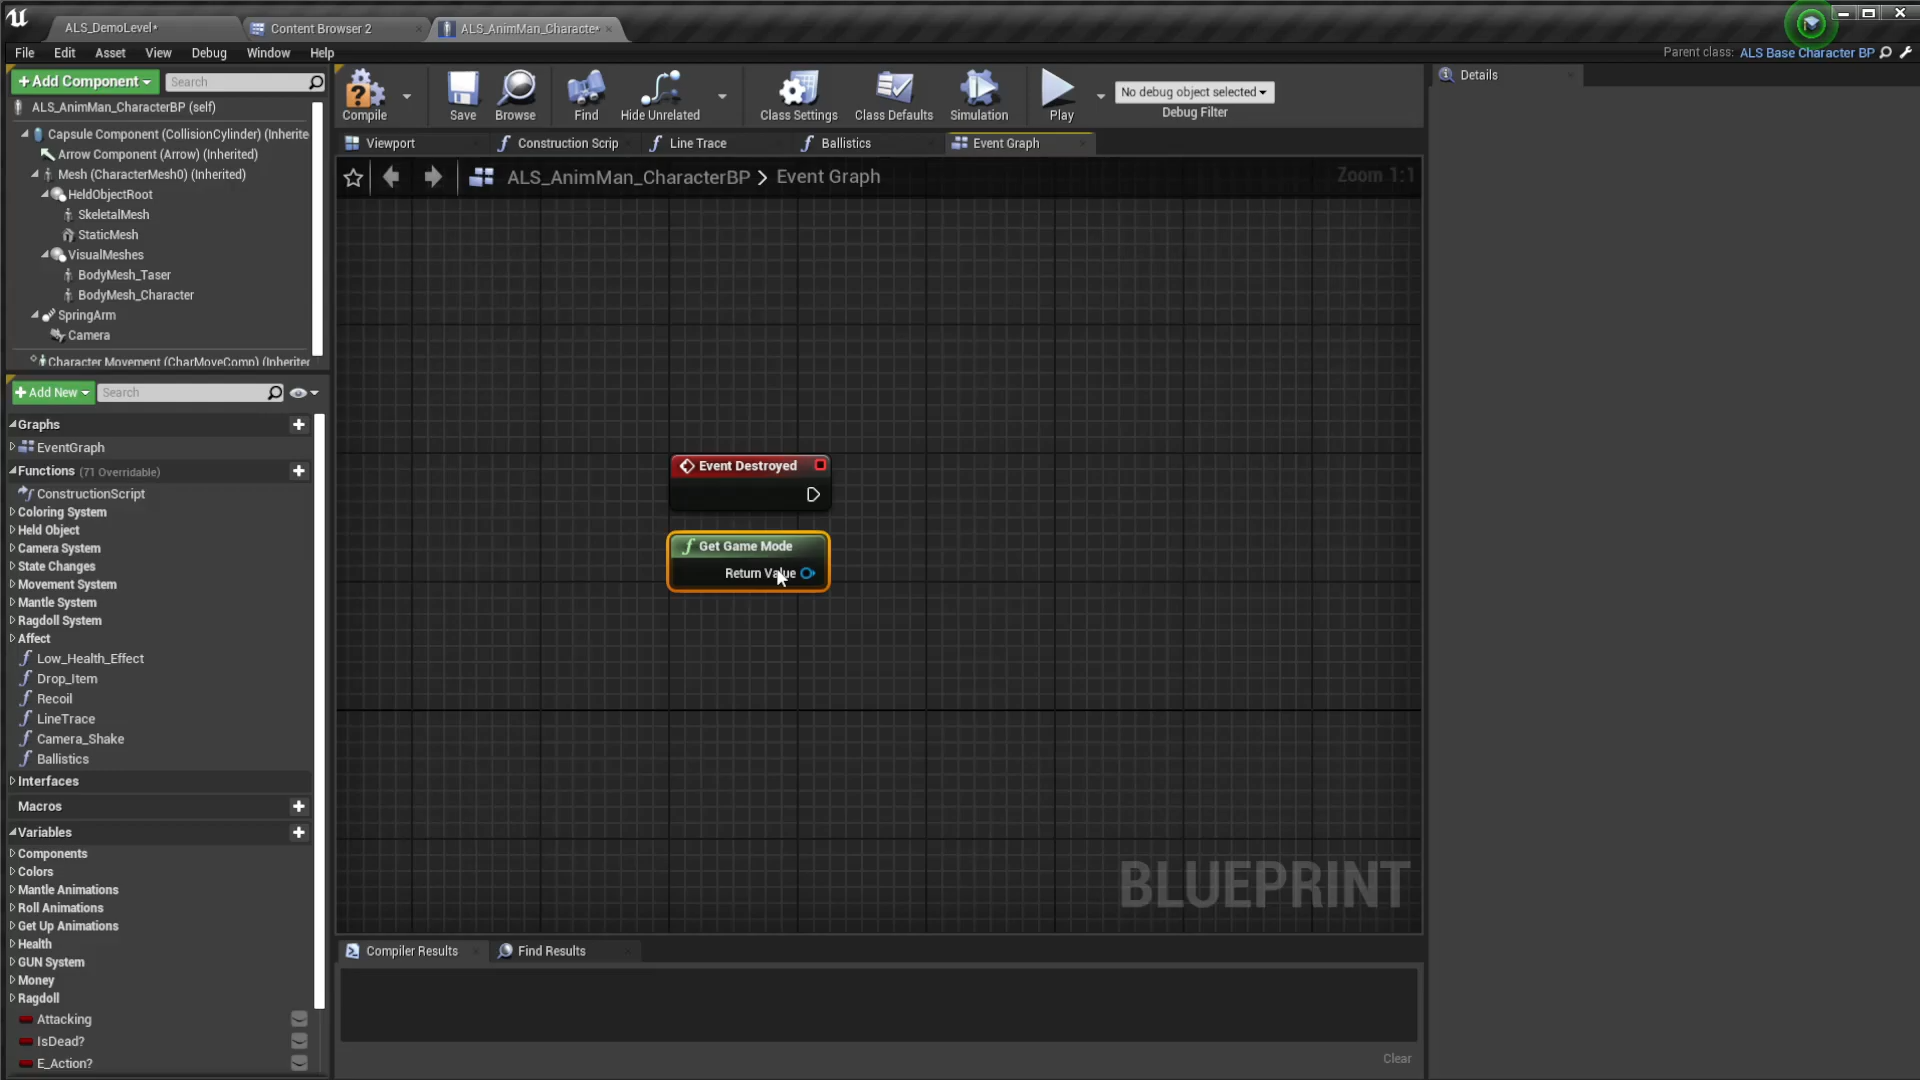 ALS_DemoLevel*
Content Browser 2
ALS_AnimMan_Characte*
File Edit Asset View Debug Window Help
Parent class: ALS Base Character BP
+Add Component
Search
ALS_AnimMan_CharacterBP (self)
Capsule Component (CollisionCylinder) (Inherite
Arrow Component (Arrow) (Inherited)
Mesh (CharacterMesh0) (Inherited)
HeldObjectRoot
SkeletalMesh
StaticMesh
VisualMeshes
BodyMesh_Taser
BodyMesh_Character
SpringArm
Camera
Character Movement (CharMoveComp) (Inherite
+Add New
Search
Graphs
EventGraph
Functions (71 Overridable)
ConstructionScript
Coloring System
Held Object
Camera System
State Changes
Movement System
Mantle System
Ragdoll System
Affect
Low_Health_Effect
Drop_Item
Recoil
LineTrace
Camera_Shake
Ballistics
Interfaces
Macros
Variables
Components
Colors
Mantle Animations
Roll Animations
Get Up Animations
Health
GUN System
Money
Ragdoll
Attacking
IsDead?
E_Action?
Compile
Save
Browse
Find
Hide Unrelated
Class Settings
Class Defaults
Simulation
Play
No debug object selected
Debug Filter
Viewport
Construction Scrip
Line Trace
Ballistics
Event Graph
ALS_AnimMan_CharacterBP > Event Graph
Zoom 1:1
Event Destroyed
Get Game Mode
Return Value
BLUEPRINT
Compiler Results
Find Results
Clear
Details